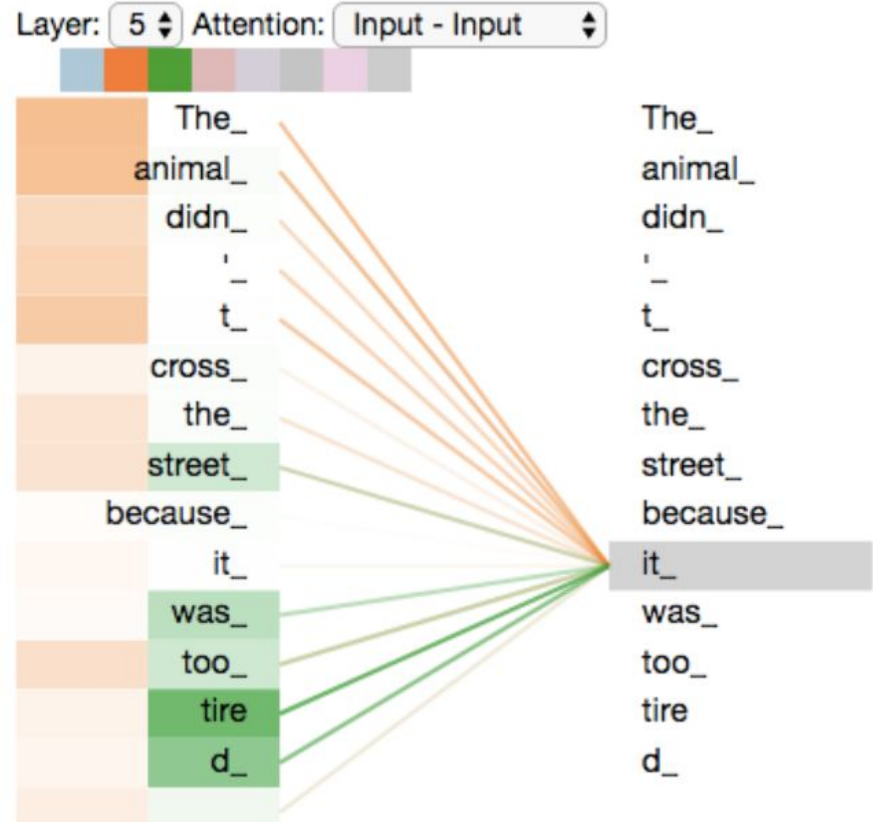 Layer: 5 Attention: Input - Input
The_ The_
animal_ animal_
didn_ didn_
'_ '_
t_ t_
cross_ cross_
the_ the_
street_ street_
because_ because_
it_ it_
was_ was_
too_ too_
tire tire
d_ d_